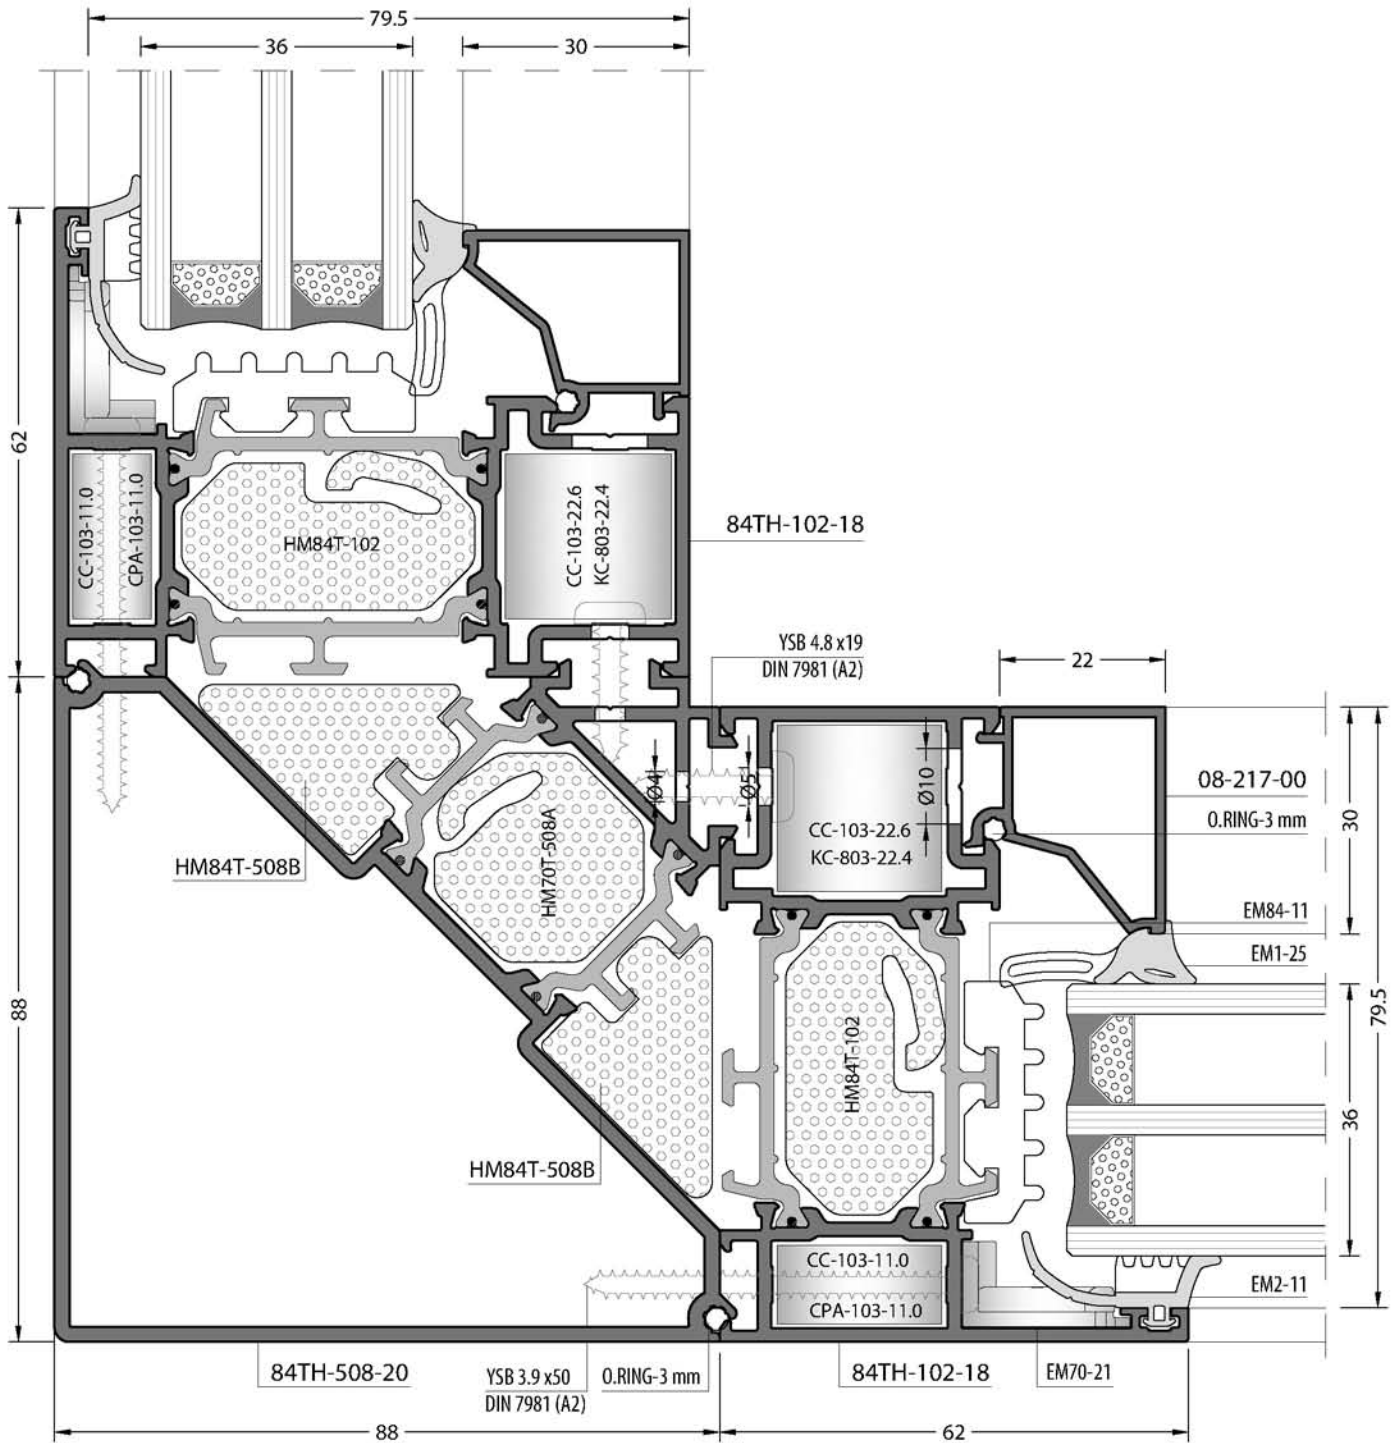 79.5
36
30
62
CC-103-11.0
CPA-103-11.0
HM84T-102
CC-103-22.6
KC-803-22.4
84TH-102-18
YSB 4.8 x19
DIN 7981 (A2)
22
Ø4
Ø5
Ø10
08-217-00
O.RING-3 mm
30
CC-103-22.6
KC-803-22.4
HM84T-508B
HM70T-508A
EM84-11
EM1-25
88
79.5
HM84T-102
36
HM84T-508B
CC-103-11.0
CPA-103-11.0
EM2-11
84TH-508-20
YSB 3.9 x50
DIN 7981 (A2)
O.RING-3 mm
84TH-102-18
EM70-21
88
62